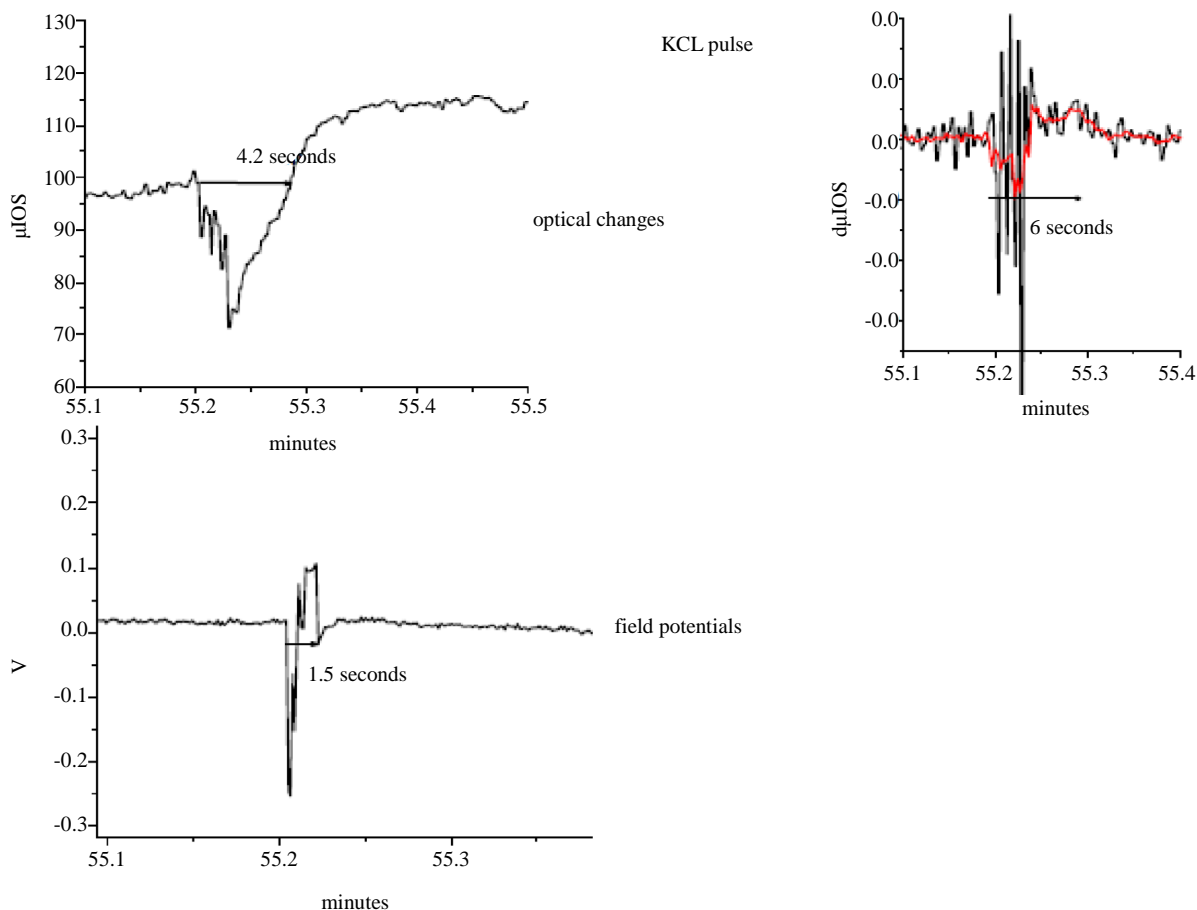 130
120
110
100
90
80
70
60
μIOS
4.2 seconds
55.1 55.2 55.3 55.4 55.5
minutes
optical changes
KCL pulse
0.0
0.0
0.0
-0.0
-0.0
-0.0
dμIOS
6 seconds
55.1 55.2 55.3 55.4
minutes
0.3
0.2
0.1
0.0
-0.1
-0.2
-0.3
V
1.5 seconds
55.1 55.2 55.3
minutes
field potentials